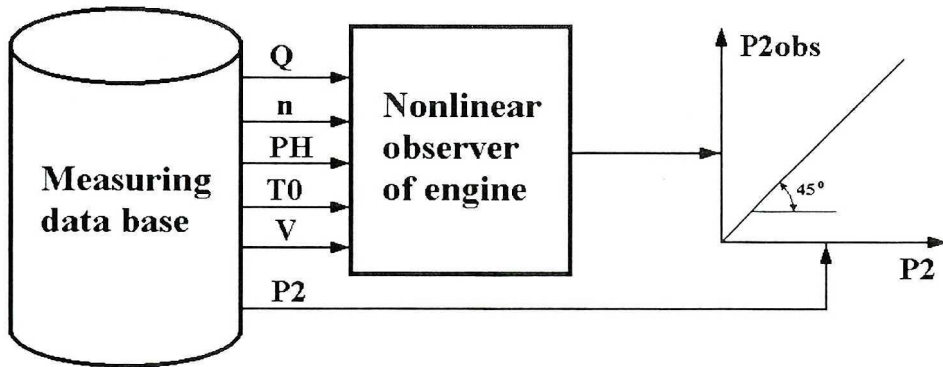 Measuring
data base
Q
n
PH
T0
V
P2
Nonlinear
observer
of engine
P2obs
45°
P2